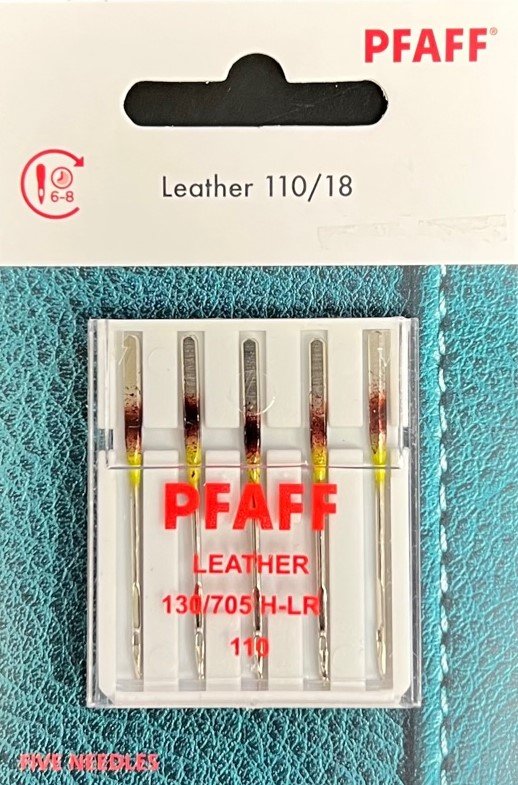 PFAFF®
6-8
Leather 110/18
PFAFF
LEATHER
130/705 H-LR
110
FIVE NEEDLES